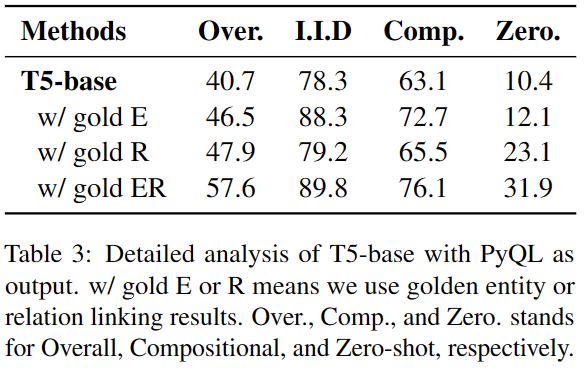 Methods Over. I.I.D Comp. Zero.
T5-base 40.7 78.3 63.1 10.4
w/ gold E 46.5 88.3 72.7 12.1
w/ gold R 47.9 79.2 65.5 23.1
w/ gold ER 57.6 89.8 76.1 31.9
Table 3: Detailed analysis of T5-base with PyQL as
output. w/ gold E or R means we use golden entity or
relation linking results. Over., Comp., and Zero. stands
for Overall, Compositional, and Zero-shot, respectively.